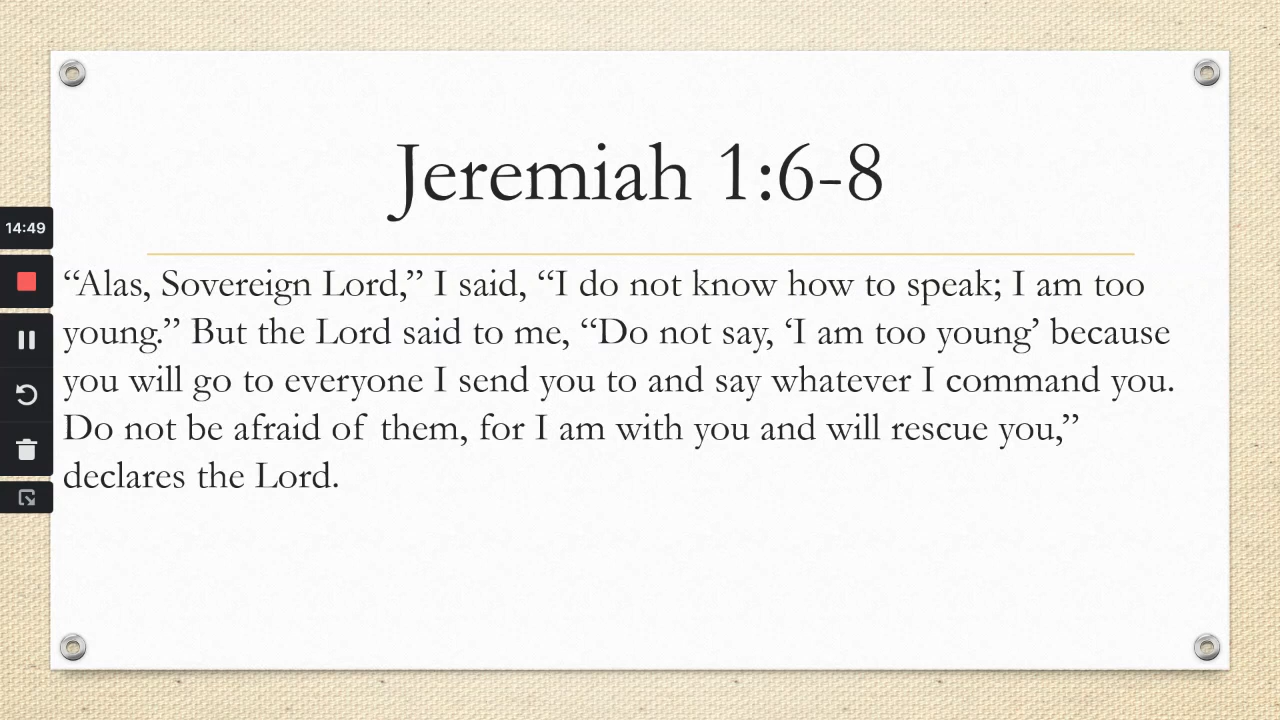 Jeremiah 1:6-8
14:49
“Alas, Sovereign Lord,” I said, “I do not know how to speak; I am too
young.” But the Lord said to me, “Do not say, ‘I am too young’ because
you will go to everyone I send you to and say whatever I command you.
Do not be afraid of them, for I am with you and will rescue you,”
declares the Lord.